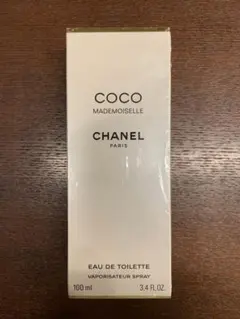 COCO
MADEMOISELLE
CHANEL
PARIS
EAU DE TOILETTE
VAPORISATEUR SPRAY
100 ml 3.4 FL.OZ.